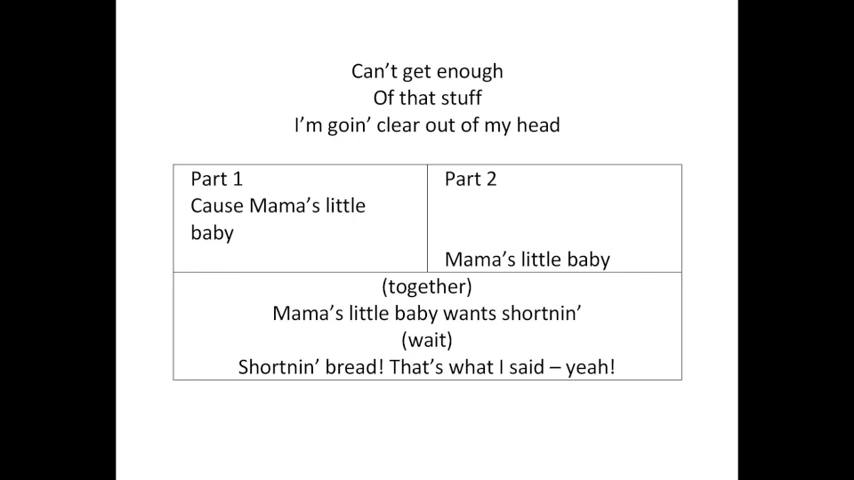 Can’t get enough
Of that stuff
I’m goin’ clear out of my head
Part 1
Cause Mama’s little
baby
Part 2
Mama’s little baby
(together)
Mama’s little baby wants shortnin’
(wait)
Shortnin’ bread! That’s what I said – yeah!